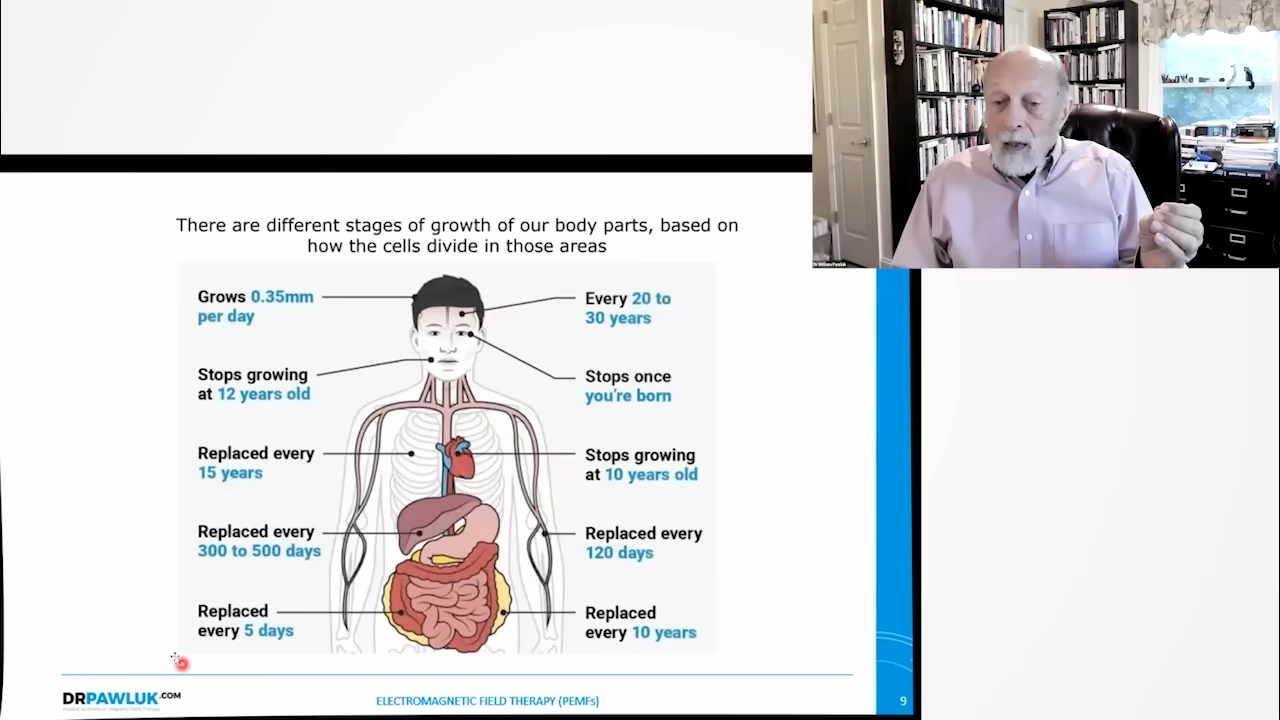 There are different stages of growth of our body parts, based on
how the cells divide in those areas
Grows 0.35mm
per day
Every 20 to
30 years
Stops growing
at 12 years old
Stops once
you're born
Replaced every
15 years
Stops growing
at 10 years old
Replaced every
300 to 500 days
Replaced every
120 days
Replaced
every 5 days
Replaced
every 10 years
DRPAWLUK.COM
ELECTROMAGNETIC FIELD THERAPY (PEMFs)
9
Dr William Pawluk